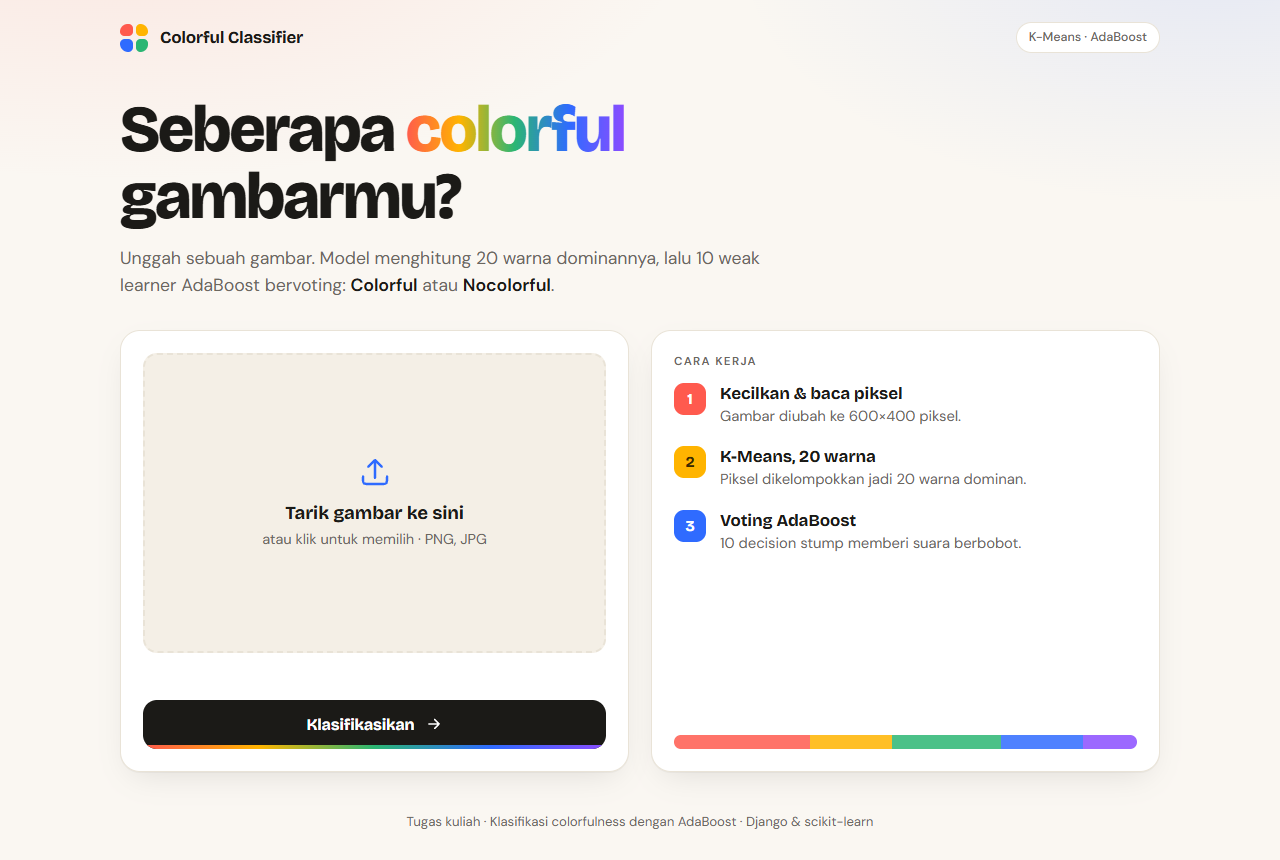 Colorful Classifier
K-Means · AdaBoost
Seberapa colorful
gambarmu?
Unggah sebuah gambar. Model menghitung 20 warna dominannya, lalu 10 weak
learner AdaBoost bervoting: Colorful atau Nocolorful.
Tarik gambar ke sini
atau klik untuk memilih · PNG, JPG
Klasifikasikan →
CARA KERJA
1 Kecilkan & baca piksel
Gambar diubah ke 600×400 piksel.
2 K-Means, 20 warna
Piksel dikelompokkan jadi 20 warna dominan.
3 Voting AdaBoost
10 decision stump memberi suara berbobot.
Tugas kuliah · Klasifikasi colorfulness dengan AdaBoost · Django & scikit-learn